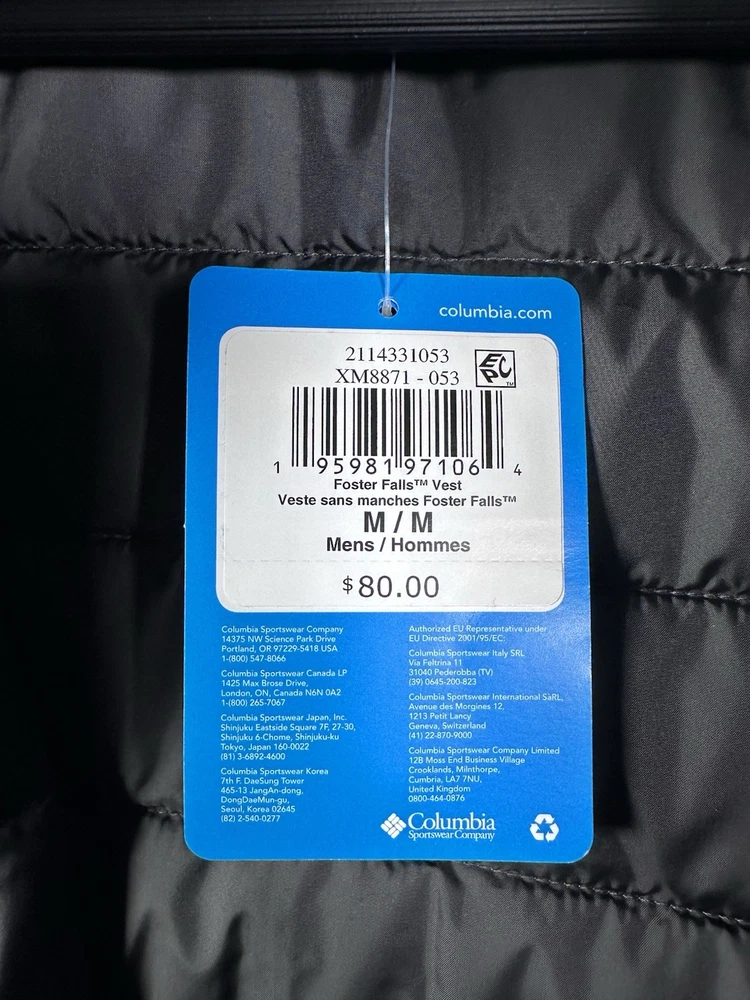 columbia.com
2114331053
XM8871 - 053
EPC™
1 95981 97106 4
Foster Falls™ Vest
Veste sans manches Foster Falls™
M / M
Mens / Hommes
$80.00
Columbia Sportswear Company
14375 NW Science Park Drive
Portland, OR 97229-5418 USA
1-(800) 547-8066
Columbia Sportswear Canada LP
1425 Max Brose Drive,
London, ON, Canada N6N 0A2
1-(800) 265-7067
Columbia Sportswear Japan, Inc.
Shinjuku Eastside Square 7F, 27-30,
Shinjuku 6-Chome, Shinjuku-ku
Tokyo, Japan 160-0022
(81) 3-6892-4600
Columbia Sportswear Korea
7th F. DaeSung Tower
465-13 JangAn-dong,
DongDaeMun-gu,
Seoul, Korea 02645
(82) 2-540-0277
Authorized EU Representative under
EU Directive 2001/95/EC:
Columbia Sportswear Italy SRL
Via Feltrina 11
31040 Pederobba (TV)
(39) 0645-200-823
Columbia Sportswear International SaRL,
Avenue des Morgines 12,
1213 Petit Lancy
Geneva, Switzerland
(41) 22-870-9000
Columbia Sportswear Company Limited
12B Moss End Business Village
Crooklands, Milnthorpe,
Cumbria, LA7 7NU,
United Kingdom
0800-464-0876
Columbia
Sportswear Company